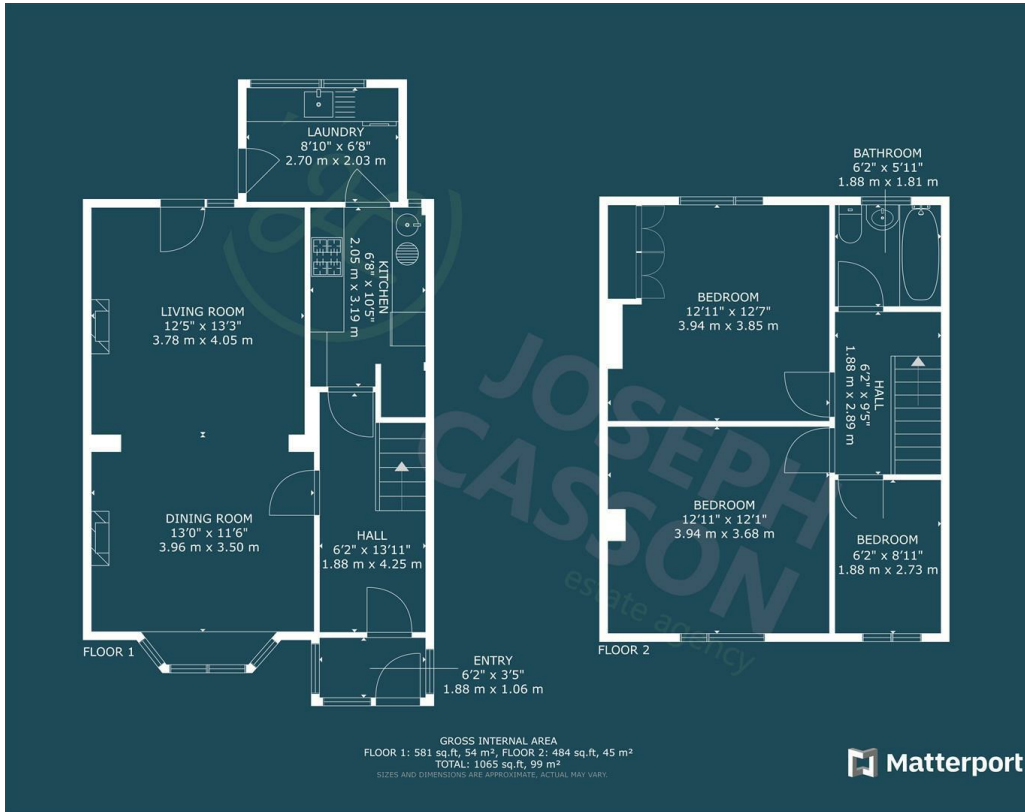 LAUNDRY
8'10" x 6'8"
2.70 m x 2.03 m
KITCHEN
6'8" x 10'5"
2.05 m x 3.19 m
LIVING ROOM
12'5" x 13'3"
3.78 m x 4.05 m
DINING ROOM
13'0" x 11'6"
3.96 m x 3.50 m
HALL
6'2" x 13'11"
1.88 m x 4.25 m
ENTRY
6'2" x 3'5"
1.88 m x 1.06 m
FLOOR 1
BATHROOM
6'2" x 5'11"
1.88 m x 1.81 m
BEDROOM
12'11" x 12'7"
3.94 m x 3.85 m
HALL
6'2" x 9'5"
1.88 m x 2.89 m
BEDROOM
12'11" x 12'1"
3.94 m x 3.68 m
BEDROOM
6'2" x 8'11"
1.88 m x 2.73 m
FLOOR 2
JOSEPH
CASSON
estate agency
GROSS INTERNAL AREA
FLOOR 1: 581 sq.ft, 54 m², FLOOR 2: 484 sq.ft, 45 m²
TOTAL: 1065 sq.ft, 99 m²
SIZES AND DIMENSIONS ARE APPROXIMATE, ACTUAL MAY VARY.
Matterport